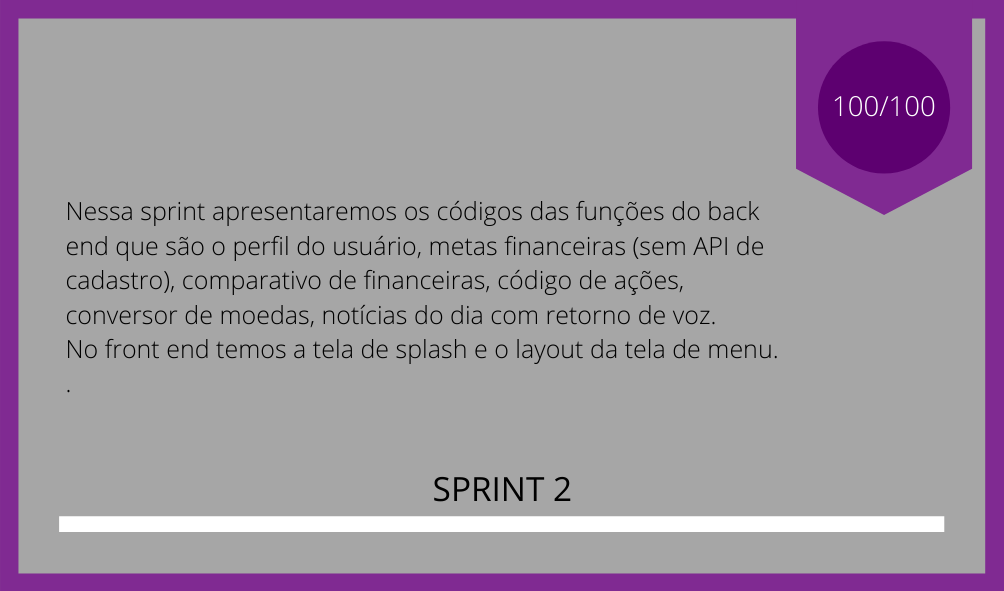 100/100
Nessa sprint apresentaremos os códigos das funções do back
end que são o perfil do usuário, metas financeiras (sem API de
cadastro), comparativo de financeiras, código de ações,
conversor de moedas, notícias do dia com retorno de voz.
No front end temos a tela de splash e o layout da tela de menu.
.
SPRINT 2